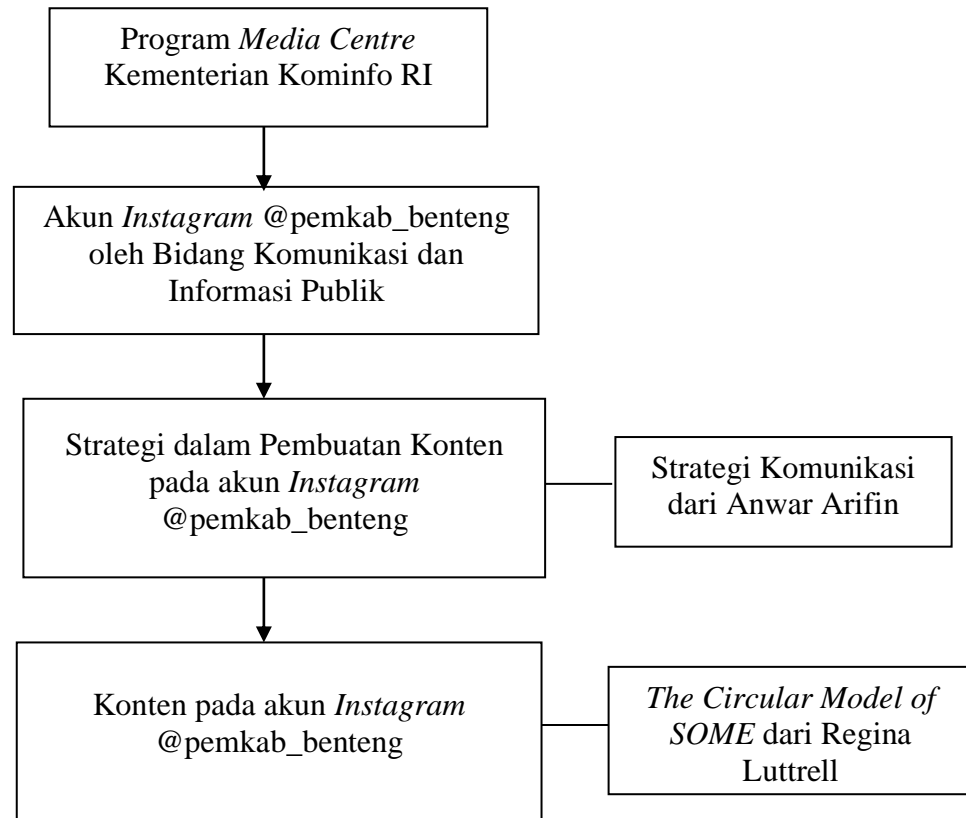 Program Media Centre
Kementerian Kominfo RI
Akun Instagram @pemkab_benteng
oleh Bidang Komunikasi dan
Informasi Publik
Strategi dalam Pembuatan Konten
pada akun Instagram
@pemkab_benteng
Strategi Komunikasi
dari Anwar Arifin
Konten pada akun Instagram
@pemkab_benteng
The Circular Model of
SOME dari Regina
Luttrell